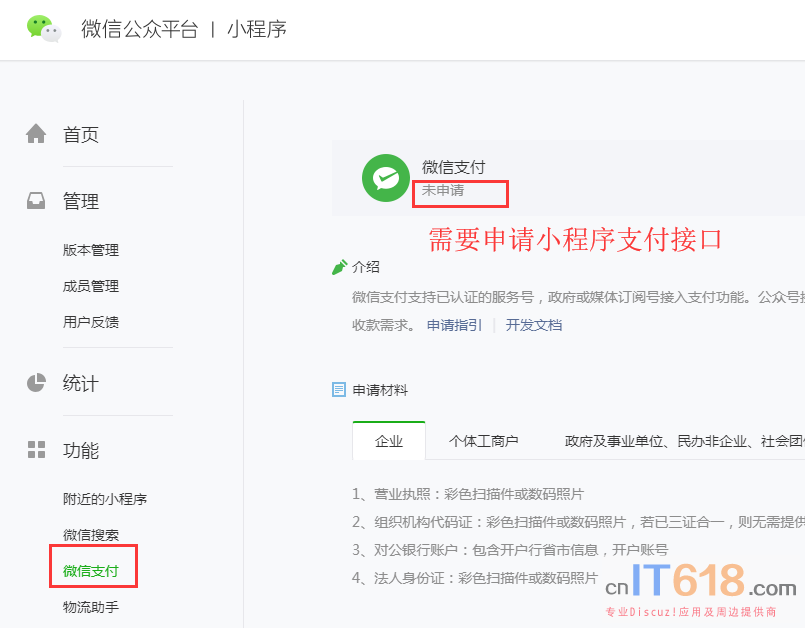 微信公众平台 | 小程序
首页
管理
版本管理
成员管理
用户反馈
统计
功能
附近的小程序
微信搜索
微信支付
物流助手
微信支付
未申请
需要申请小程序支付接口
介绍
微信支付支持已认证的服务号，政府或媒体订阅号接入支付功能。公众号接
收款需求。 申请指引 | 开发文档
申请材料
企业 个体工商户 政府及事业单位、民办非企业、社会团体
1、营业执照：彩色扫描件或数码照片
2、组织机构代码证：彩色扫描件或数码照片，若已三证合一，则无需提供
3、对公银行账户：包含开户行省市信息，开户账号
4、法人身份证：彩色扫描件或数码照片
cnIT618.com
专业Discuz!应用及周边提供商